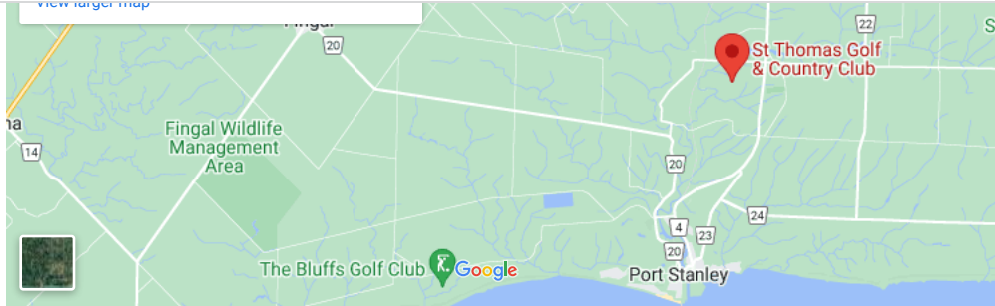 View larger map
Fingal
20
22
St Thomas Golf
& Country Club
na
14
Fingal Wildlife
Management
Area
20
24
4
23
20
The Bluffs Golf Club
Google
Port Stanley
S